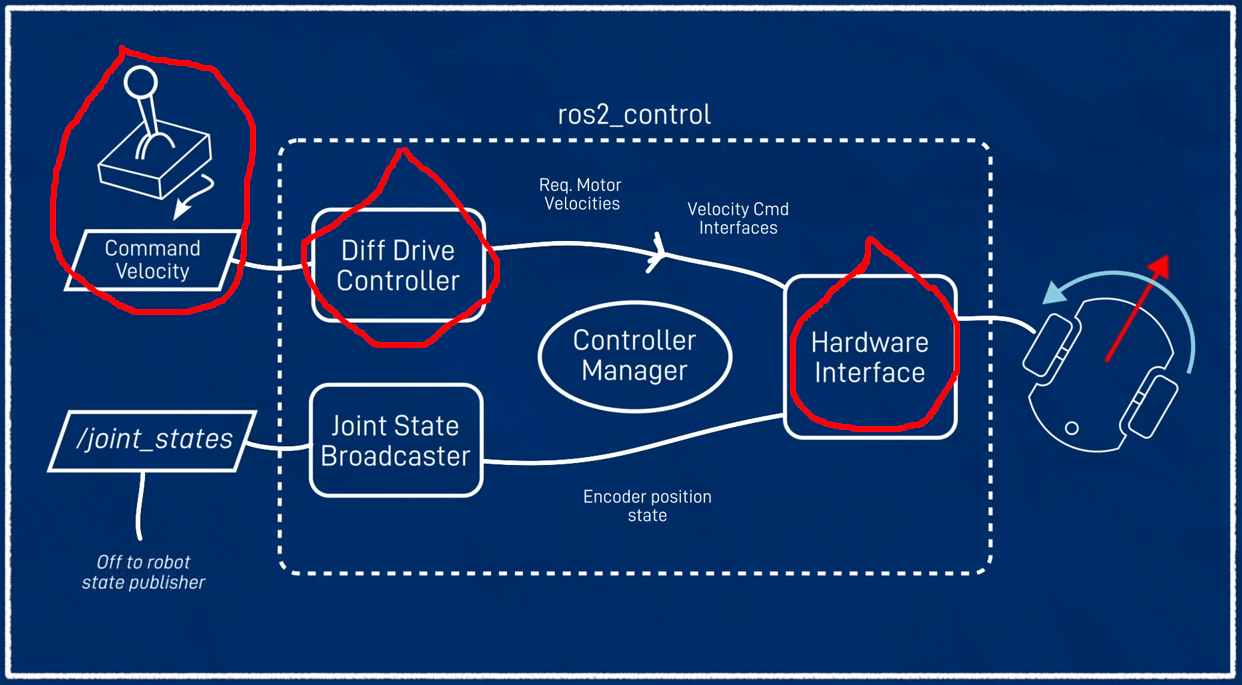 ros2_control
Req. Motor
Velocities
Velocity Cmd
Interfaces
Command
Velocity
Diff Drive
Controller
Controller
Manager
Hardware
Interface
/joint_states
Joint State
Broadcaster
Encoder position
state
Off to robot
state publisher